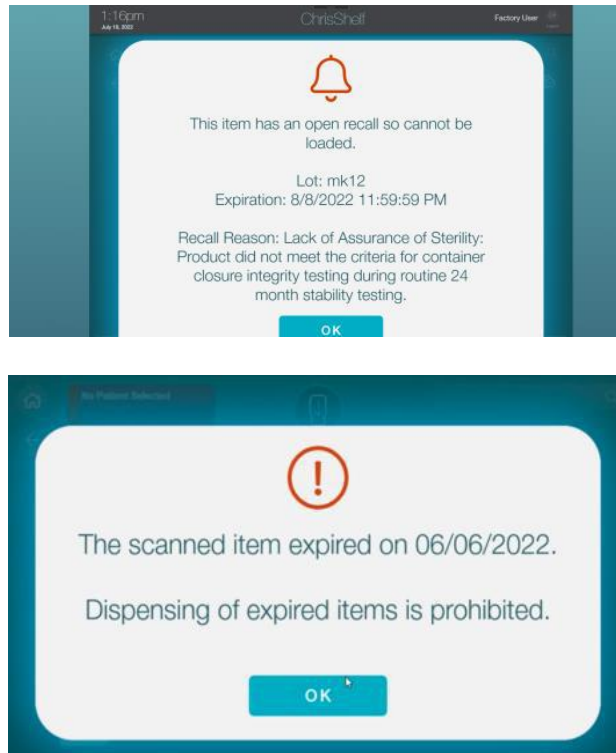 1:16pm
ChrisShelf
Factory User
July 18, 2022
This item has an open recall so cannot be
loaded.
Lot: mk12
Expiration: 8/8/2022 11:59:59 PM
Recall Reason: Lack of Assurance of Sterility:
Product did not meet the criteria for container
closure integrity testing during routine 24
month stability testing.
OK
No Patient Selected
The scanned item expired on 06/06/2022.
Dispensing of expired items is prohibited.
OK